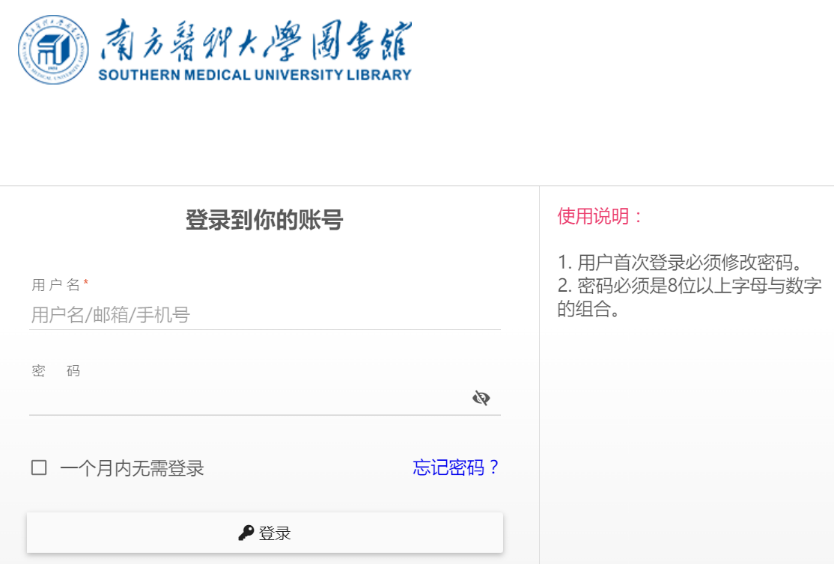 南方醫科大學圖書館
SOUTHERN MEDICAL UNIVERSITY LIBRARY
登录到你的账号
用户名*
用户名/邮箱/手机号
密 码
一个月内无需登录
忘记密码？
登录
使用说明：
1. 用户首次登录必须修改密码。
2. 密码必须是8位以上字母与数字
的组合。